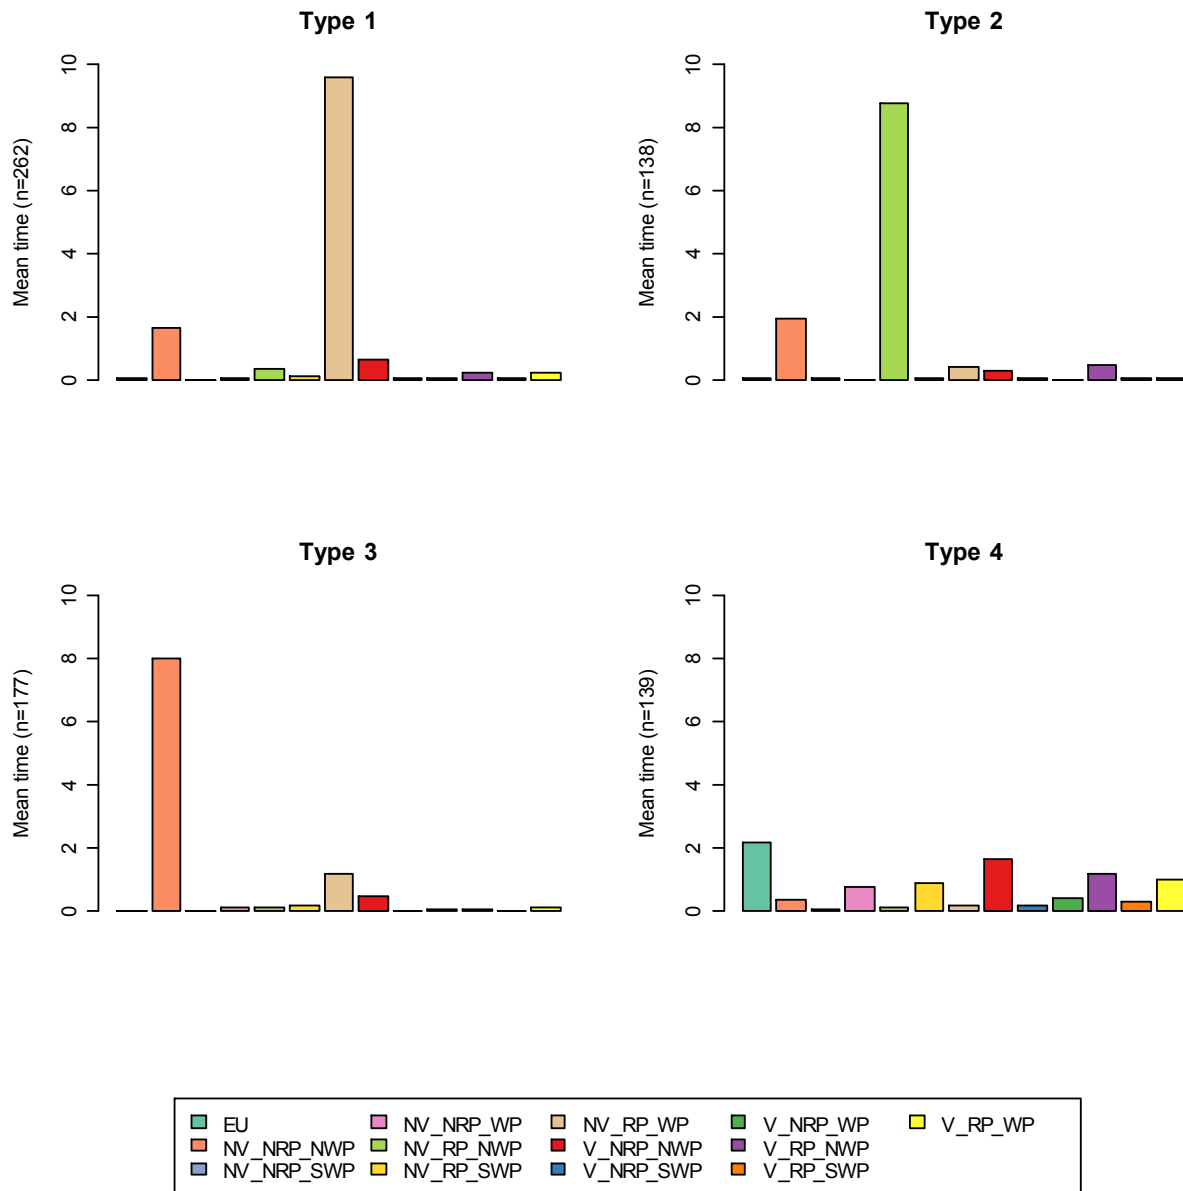 Type 1
Type 2
Mean time (n=262)
0 2 4 6 8 10
Mean time (n=138)
0 2 4 6 8 10
Type 3
Type 4
Mean time (n=177)
0 2 4 6 8 10
Mean time (n=139)
0 2 4 6 8 10
EU NV_NRP_WP NV_RP_WP V_NRP_WP V_RP_WP
NV_NRP_NWP NV_RP_NWP V_NRP_NWP V_RP_NWP
NV_NRP_SWP NV_RP_SWP V_NRP_SWP V_RP_SWP